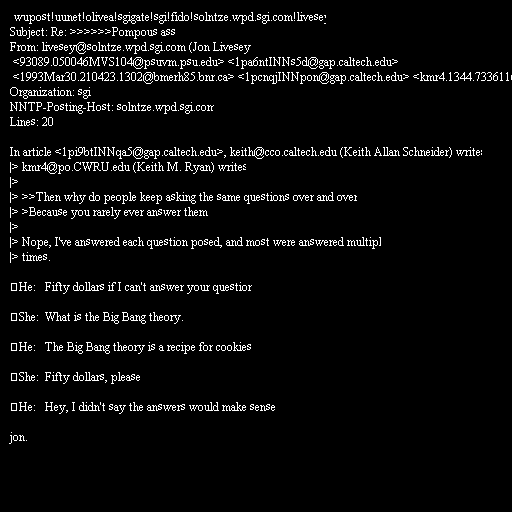 wupost!uunet!olivea!sgigate!sgi!fido!solntze.wpd.sgi.com!livesey
Subject: Re: >>>>>>Pompous ass
From: livesey@solntze.wpd.sgi.com (Jon Livesey
<93089.050046MVS104@psuvm.psu.edu> <1pa6ntINNs5d@gap.caltech.edu>
<1993Mar30.210423.1302@bmerh85.bnr.ca> <1pcnqjINNpon@gap.caltech.edu> <kmr4.1344.733611
Organization: sgi
NNTP-Posting-Host: solntze.wpd.sgi.com
Lines: 20
In article <1pi9btINNqa5@gap.caltech.edu>, keith@cco.caltech.edu (Keith Allan Schneider) writes
|> kmr4@po.CWRU.edu (Keith M. Ryan) writes
|>
|> >>Then why do people keep asking the same questions over and over
|> >Because you rarely ever answer them
|>
|> Nope, I've answered each question posed, and most were answered multipl
|> times.
He: Fifty dollars if I can't answer your question
She: What is the Big Bang theory.
He: The Big Bang theory is a recipe for cookies
She: Fifty dollars, please
He: Hey, I didn't say the answers would make sense
jon.